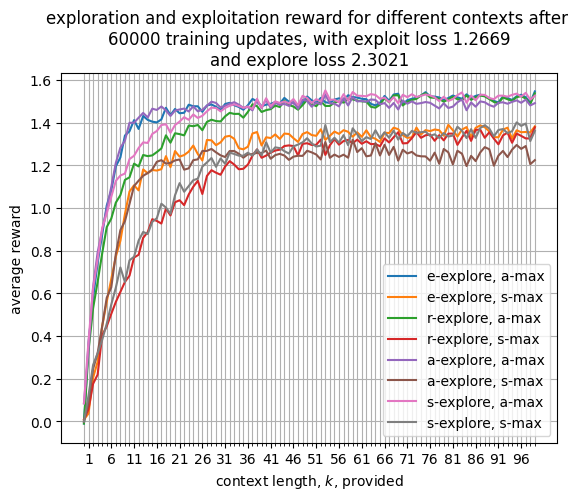 exploration and exploitation reward for different contexts after
60000 training updates, with exploit loss 1.2669
and explore loss 2.3021
1.6
1.4
1.2
1.0
0.8
0.6
0.4
0.2
0.0
average reward
e-explore, a-max
e-explore, s-max
r-explore, a-max
r-explore, s-max
a-explore, a-max
a-explore, s-max
s-explore, a-max
s-explore, s-max
1 6 11 16 21 26 31 36 41 46 51 56 61 66 71 76 81 86 91 96
context length, k, provided